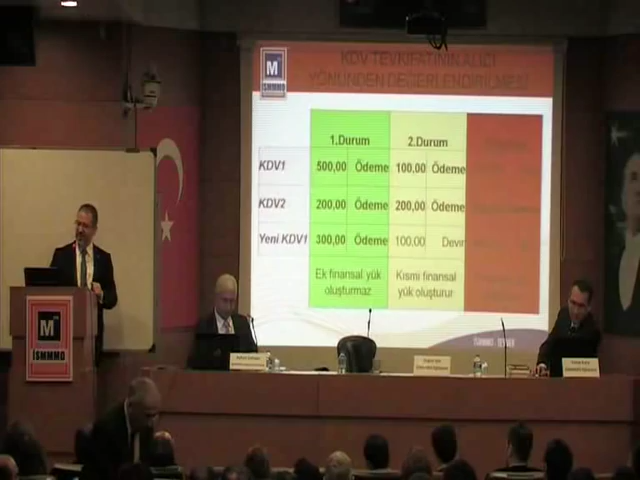 KDV TEVKİFATININ ALICI
YÖNÜNDEN DEĞERLENDİRİLMESİ
M
İSMMMO
1.Durum 2.Durum
KDV1 500,00 Ödeme 100,00 Ödeme
KDV2 200,00 Ödeme 200,00 Ödeme
Yeni KDV1 300,00 Ödeme 100.00 Devir
Ek finansal yük
oluşturmaz
Kısmi finansal
yük oluşturur
M
İSMMMO
İSMMMO